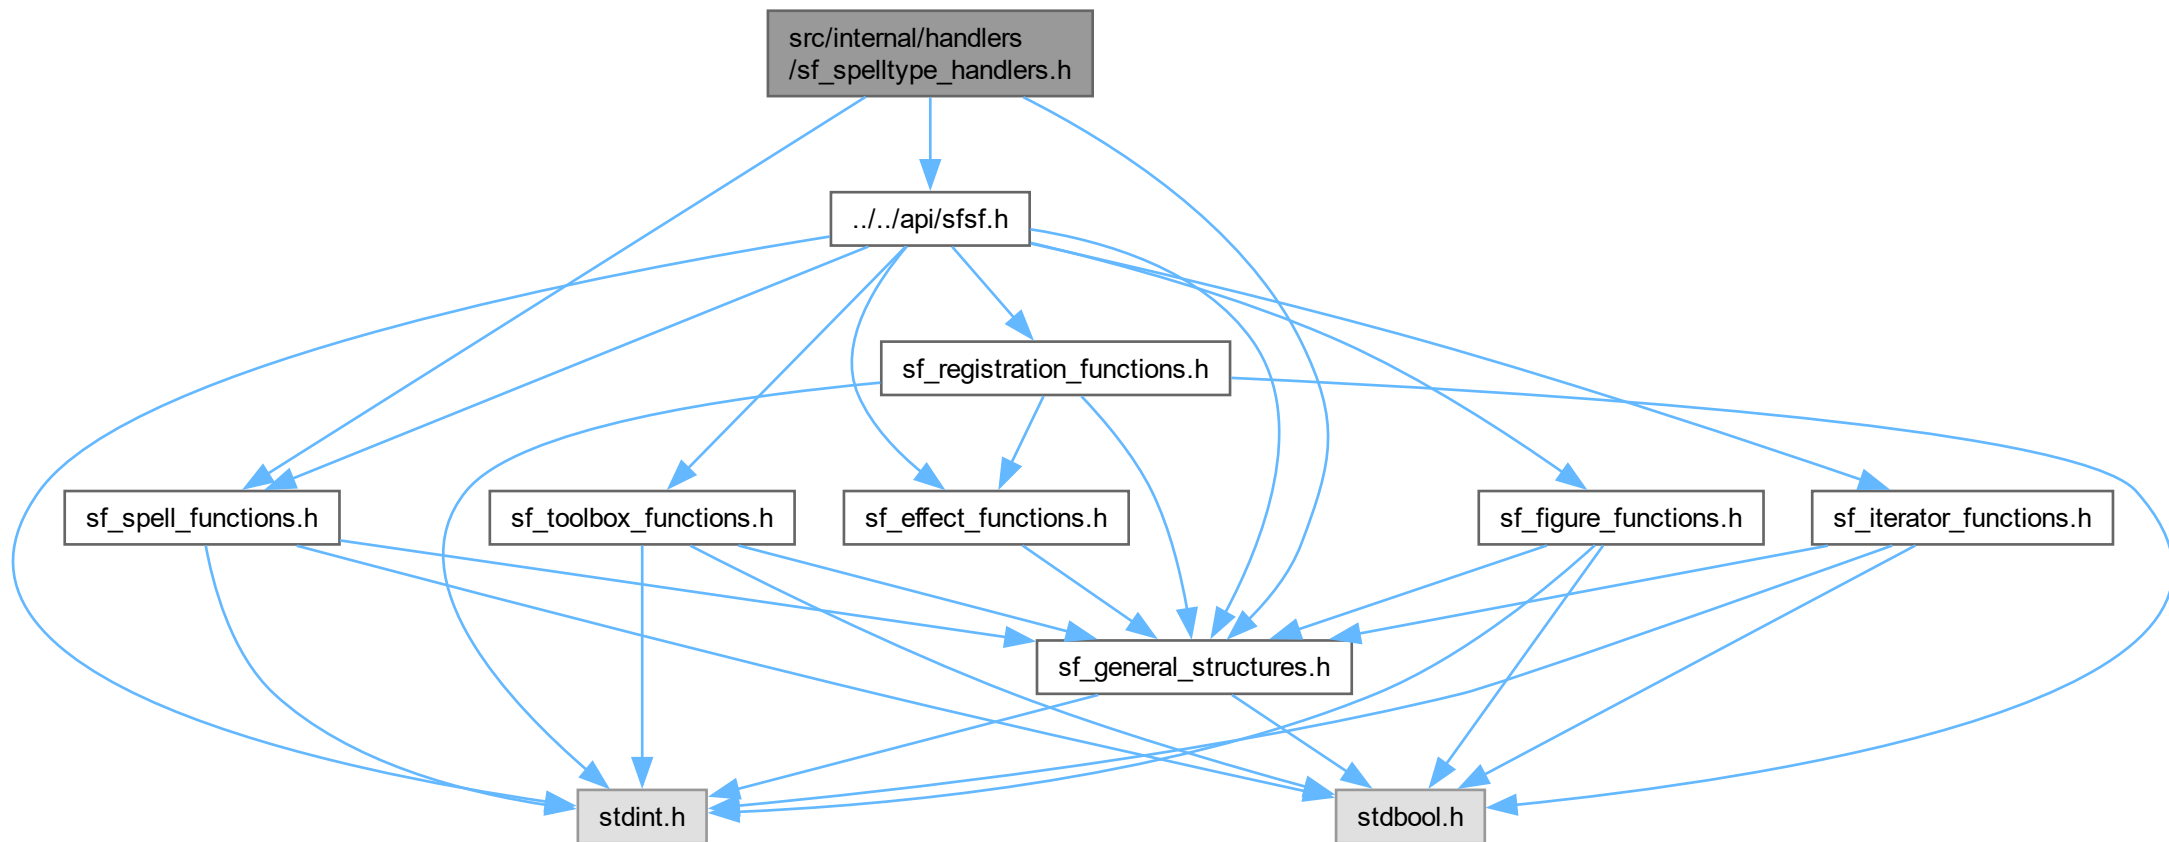 src/internal/handlers
/sf_spelltype_handlers.h
../../api/sfsf.h
sf_registration_functions.h
sf_spell_functions.h
sf_toolbox_functions.h
sf_effect_functions.h
sf_figure_functions.h
sf_iterator_functions.h
sf_general_structures.h
stdint.h
stdbool.h